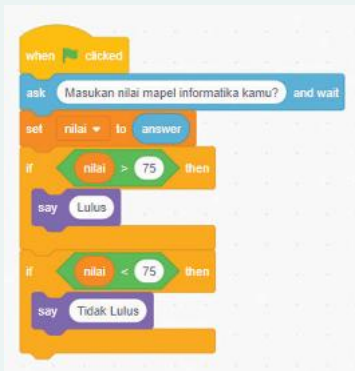 when clicked
ask Masukan nilai mapel informatika kamu? and wait
set nilai to answer
if nilai > 75 then
say Lulus
if nilai < 75 then
say Tidak Lulus